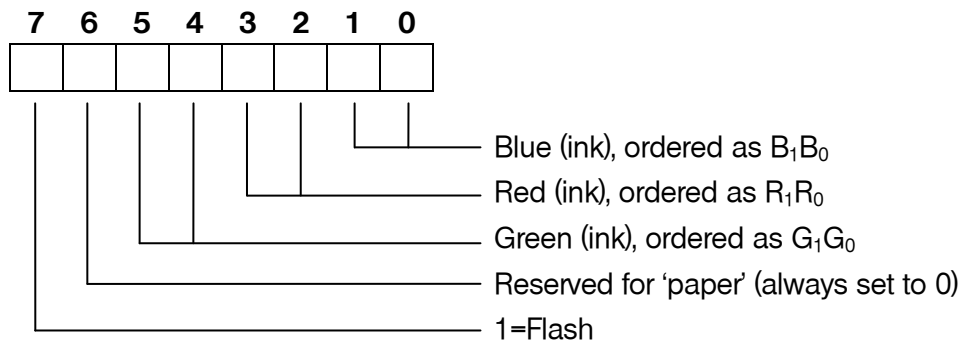 7 6 5 4 3 2 1 0
Blue (ink), ordered as B₁B₀
Red (ink), ordered as R₁R₀
Green (ink), ordered as G₁G₀
Reserved for ‘paper’ (always set to 0)
1=Flash